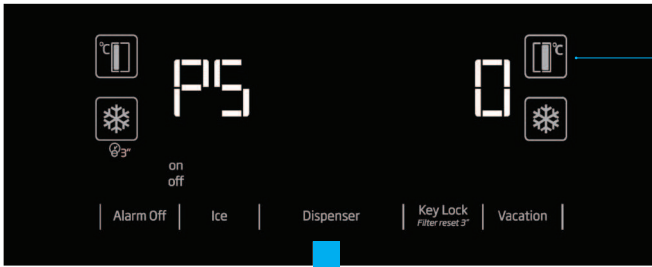 °C
PS
0
°C
3"
on
off
Alarm Off
Ice
Dispenser
Key Lock
Filter reset 3"
Vacation